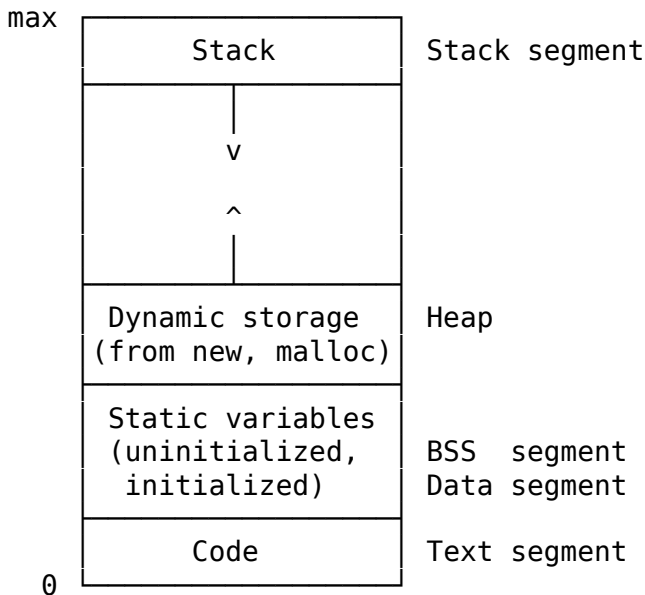 max
Stack Stack segment
v
^
Dynamic storage Heap
(from new, malloc)
Static variables
(uninitialized, BSS segment
initialized) Data segment
Code Text segment
0